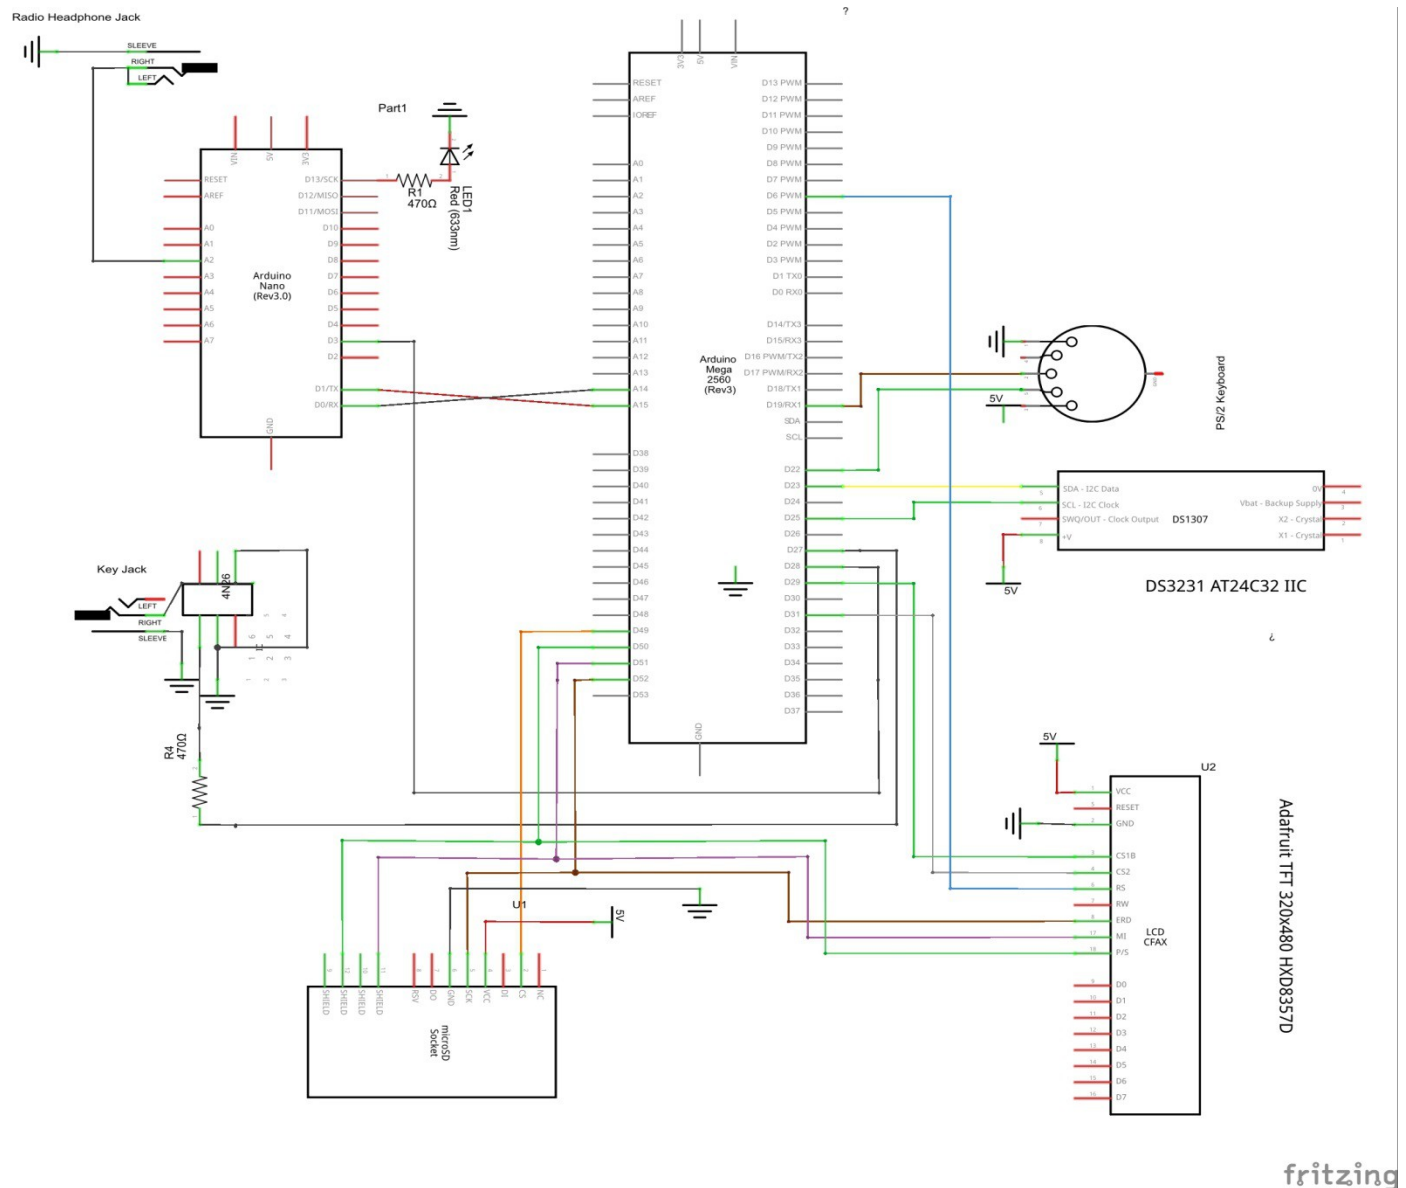 ?
Radio Headphone Jack
SLEEVE
RIGHT
LEFT
Part1
R1
470Ω
LED1
Red (633nm)
VIN
5V
3V3
RESET
AREF
A0
A1
A2
A3
A4
A5
A6
A7
D13/SCK
D12/MISO
D11/MOSI
D10
D9
D8
D7
D6
D5
D4
D3
D2
D1/TX
D0/RX
GND
Arduino
Nano
(Rev3.0)
3V3
5V
VIN
RESET
AREF
IOREF
A0
A1
A2
A3
A4
A5
A6
A7
A8
A9
A10
A11
A12
A13
A14
A15
D38
D39
D40
D41
D42
D43
D44
D45
D46
D47
D48
D49
D50
D51
D52
D53
D13 PWM
D12 PWM
D11 PWM
D10 PWM
D9 PWM
D8 PWM
D7 PWM
D6 PWM
D5 PWM
D4 PWM
D2 PWM
D3 PWM
D1 TX0
D0 RX0
D14/TX3
D15/RX3
D16 PWM/TX2
D17 PWM/RX2
D18/TX1
D19/RX1
SDA
SCL
D22
D23
D24
D25
D26
D27
D28
D29
D30
D31
D32
D33
D34
D35
D36
D37
GND
Arduino
Mega
2560
(Rev3)
5V
PS/2 Keyboard
SDA - I2C Data
SCL - I2C Clock
SWQ/OUT - Clock Output
+V
DS1307
0V
Vbat - Backup Supply
X2 - Crystal
X1 - Crystal
5V
DS3231 AT24C32 IIC
¿
Key Jack
LEFT
RIGHT
SLEEVE
4N26
IC
R4
470Ω
U1
5V
SHIELD
SHIELD
SHIELD
SHIELD
RSV
DO
GND
SCK
VCC
DI
CS
NC
microSD
Socket
5V
U2
VCC
RESET
GND
CS1B
CS2
RS
RW
ERD
MI
P/S
D0
D1
D2
D3
D4
D5
D6
D7
LCD
CFAX
Adafruit TFT 320x480 HXD8357D
fritzing